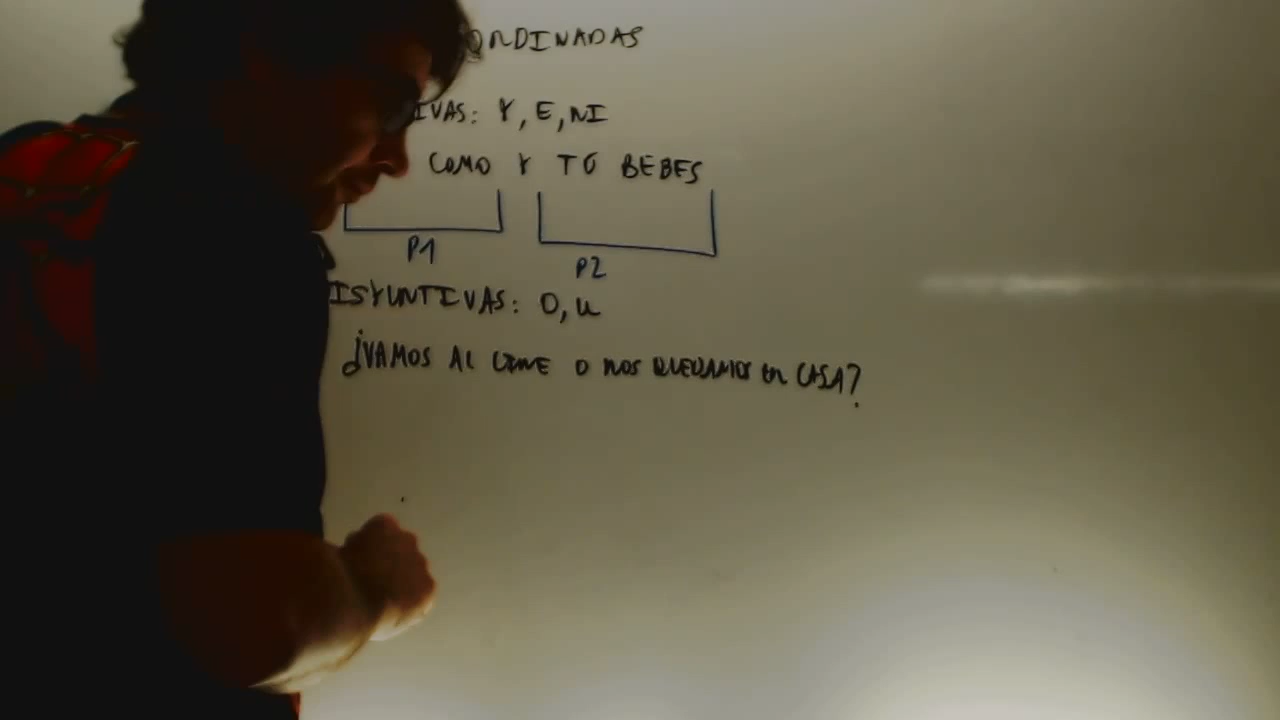 ORDINADAS
IVAS: Y, E, NI
COMO Y TÚ BEBES
P1
P2
ISYUNTIVAS: O, U
¿VAMOS AL CINE O NOS QUEDAMOS EN CASA?